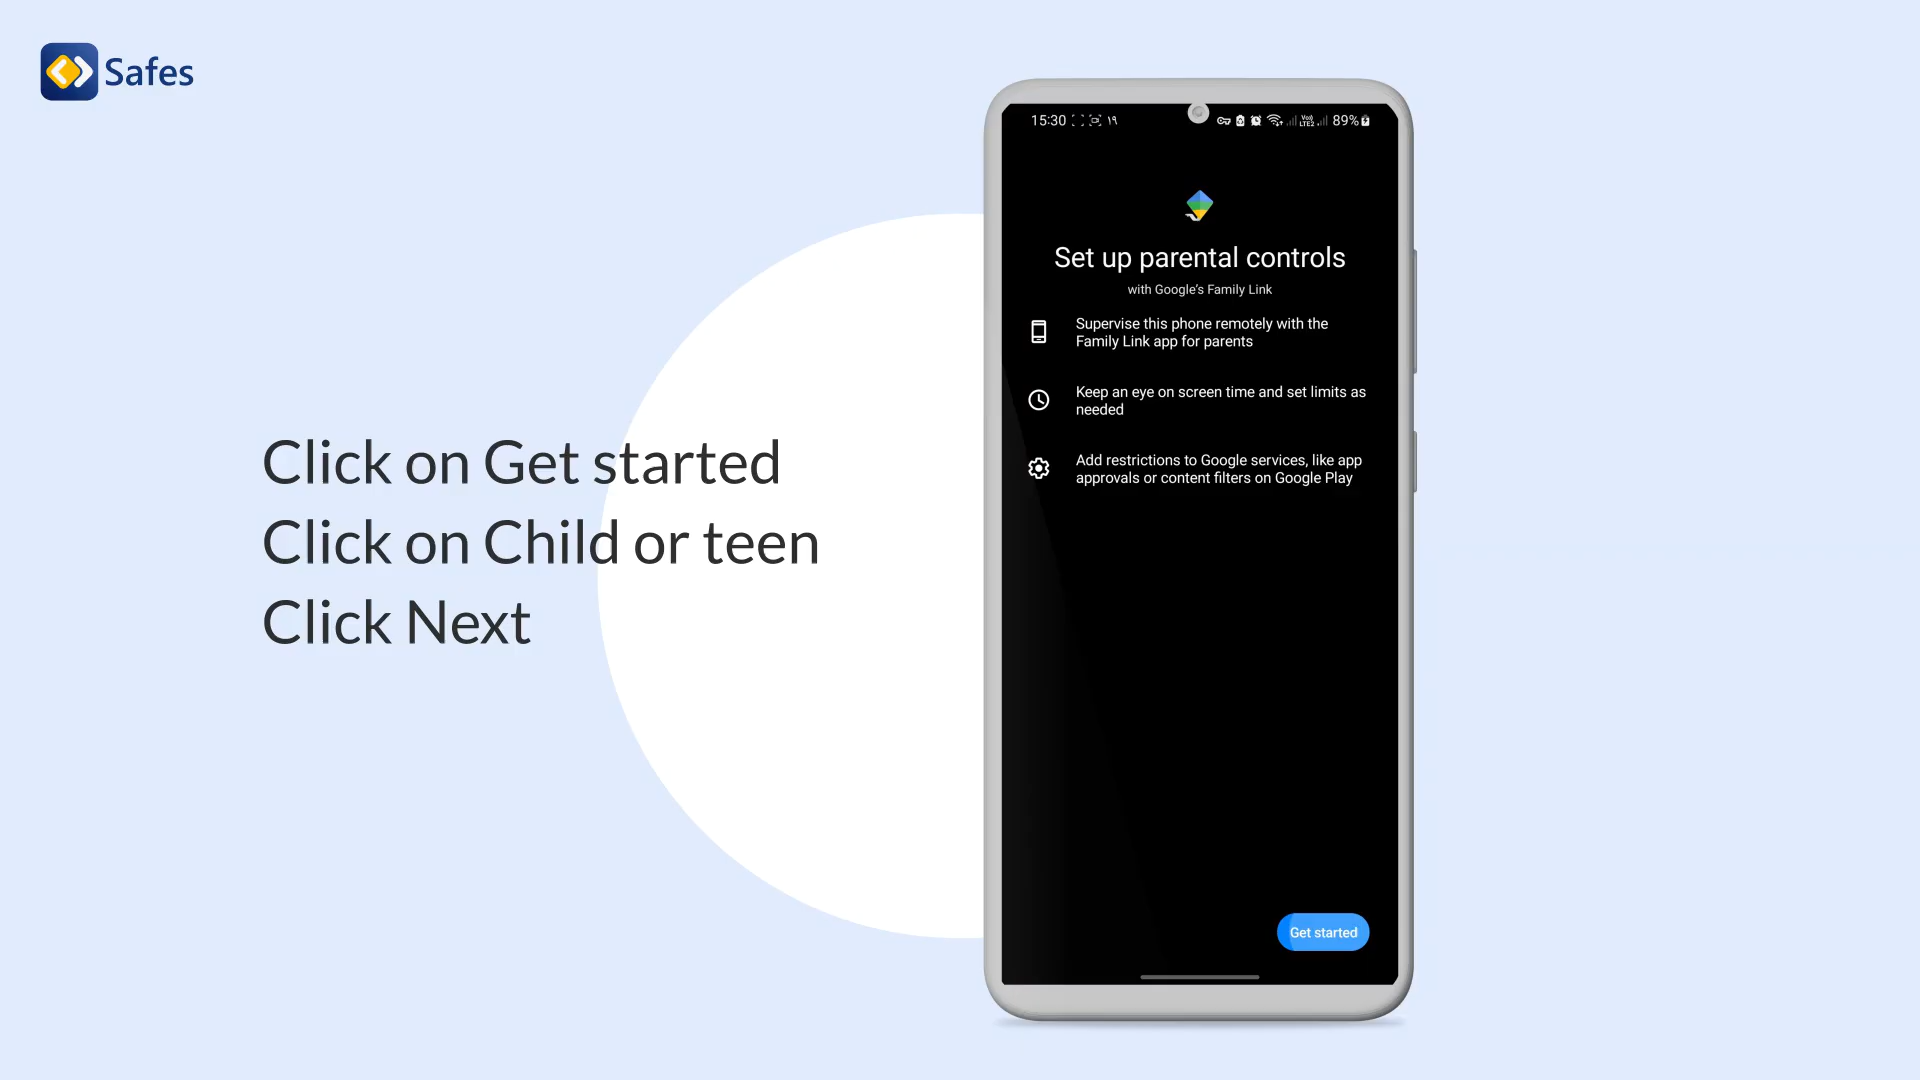 Safes
Click on Get started
Click on Child or teen
Click Next
15:30 ١٩ Vo)) LTE2 89%
Set up parental controls
with Google's Family Link
Supervise this phone remotely with the
Family Link app for parents
Keep an eye on screen time and set limits as
needed
Add restrictions to Google services, like app
approvals or content filters on Google Play
Get started